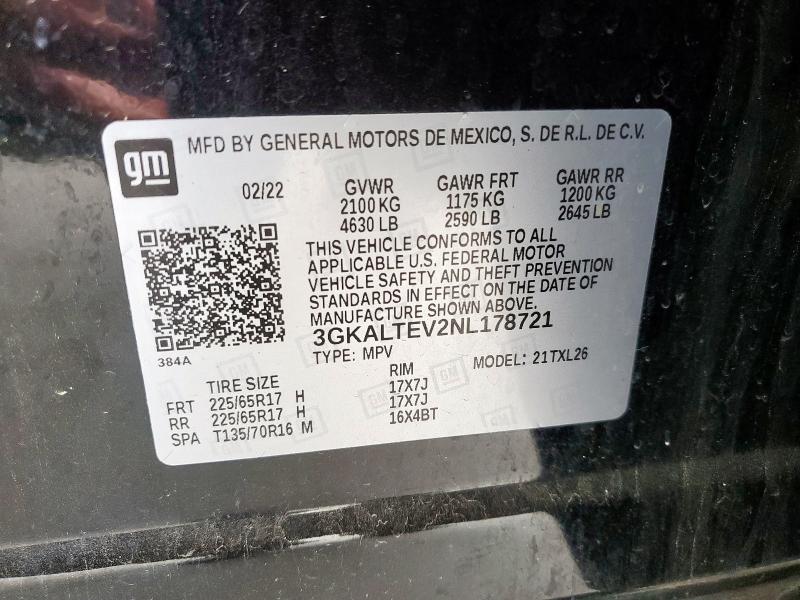 gm
MFD BY GENERAL MOTORS DE MEXICO, S. DE R.L. DE C.V.
02/22 GVWR GAWR FRT GAWR RR
2100 KG 1175 KG 1200 KG
4630 LB 2590 LB 2645 LB
THIS VEHICLE CONFORMS TO ALL
APPLICABLE U.S. FEDERAL MOTOR
VEHICLE SAFETY AND THEFT PREVENTION
STANDARDS IN EFFECT ON THE DATE OF
MANUFACTURE SHOWN ABOVE.
3GKALTEV2NL178721
384A
TYPE: MPV MODEL: 21TXL26
TIRE SIZE RIM
FRT 225/65R17 H 17X7J
RR 225/65R17 H 17X7J
SPA T135/70R16 M 16X4BT